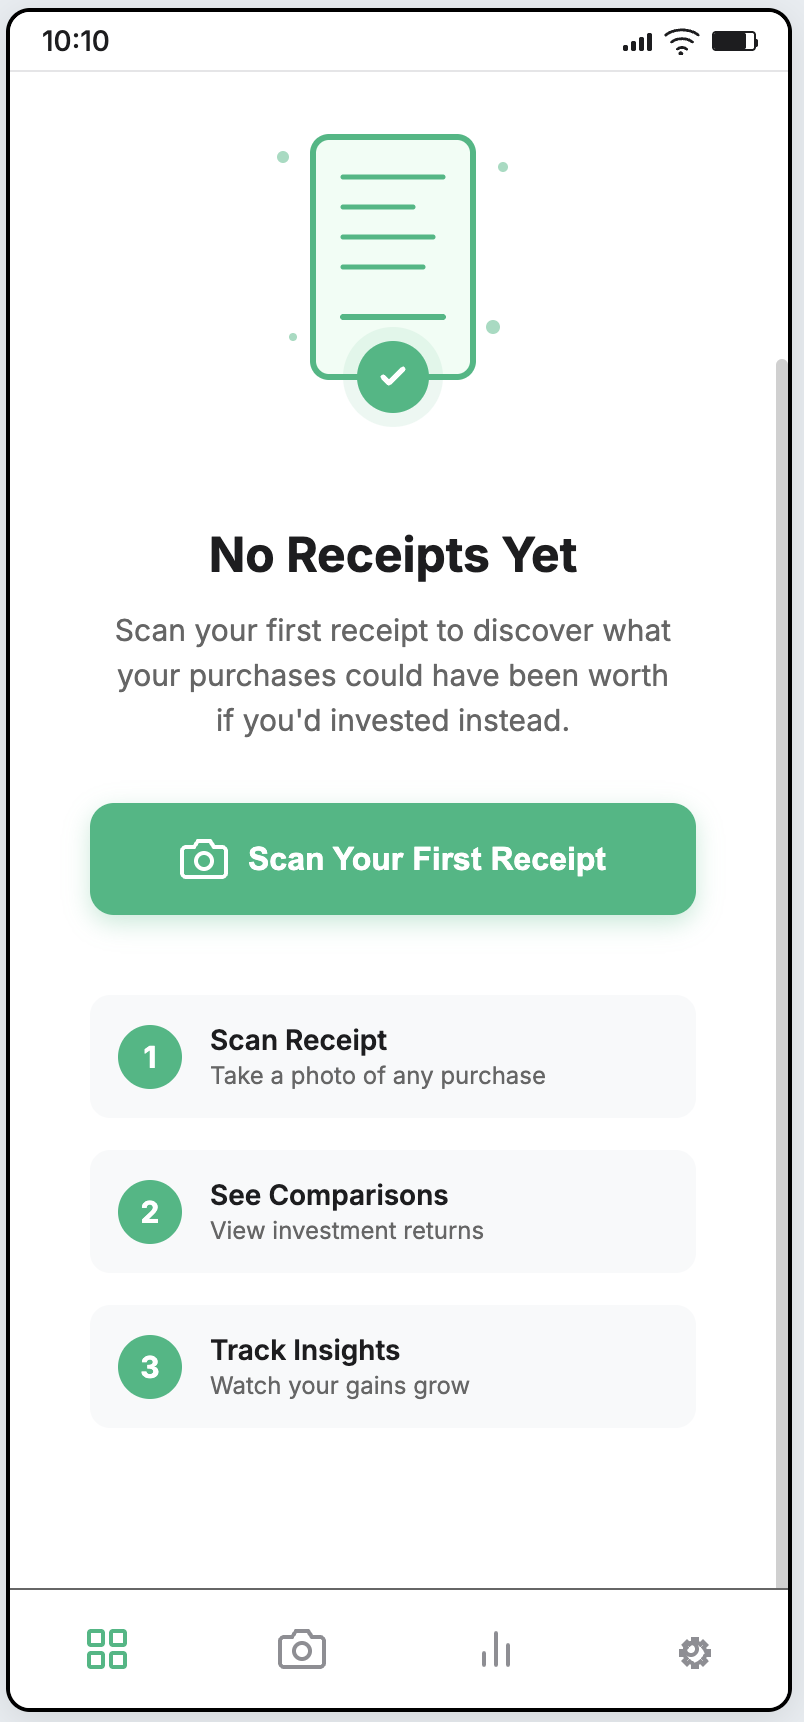 10:10
No Receipts Yet
Scan your first receipt to discover what
your purchases could have been worth
if you'd invested instead.
Scan Your First Receipt
1
Scan Receipt
Take a photo of any purchase
2
See Comparisons
View investment returns
3
Track Insights
Watch your gains grow